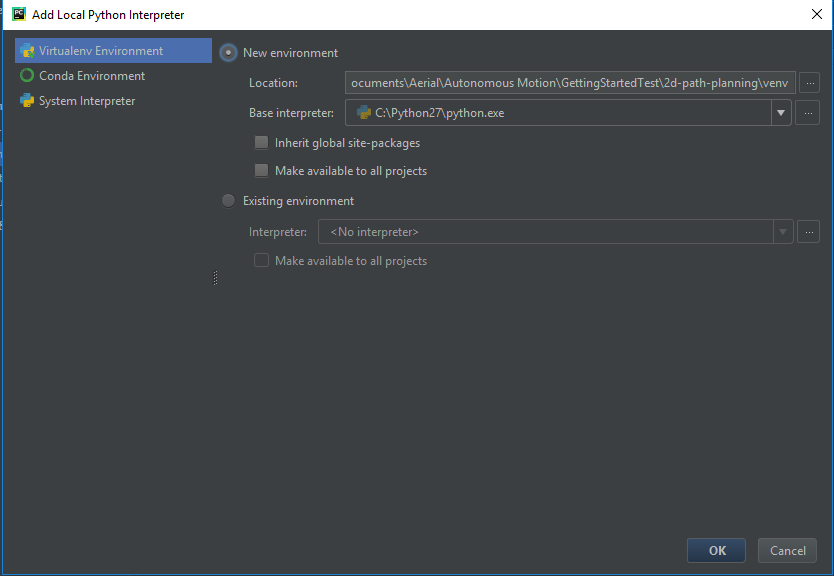 PC Add Local Python Interpreter
Virtualenv Environment
Conda Environment
System Interpreter
New environment
Location: ocuments\Aerial\Autonomous Motion\GettingStartedTest\2d-path-planning\venv ...
Base interpreter: C:\Python27\python.exe ...
Inherit global site-packages
Make available to all projects
Existing environment
Interpreter: <No interpreter> ...
Make available to all projects
OK Cancel